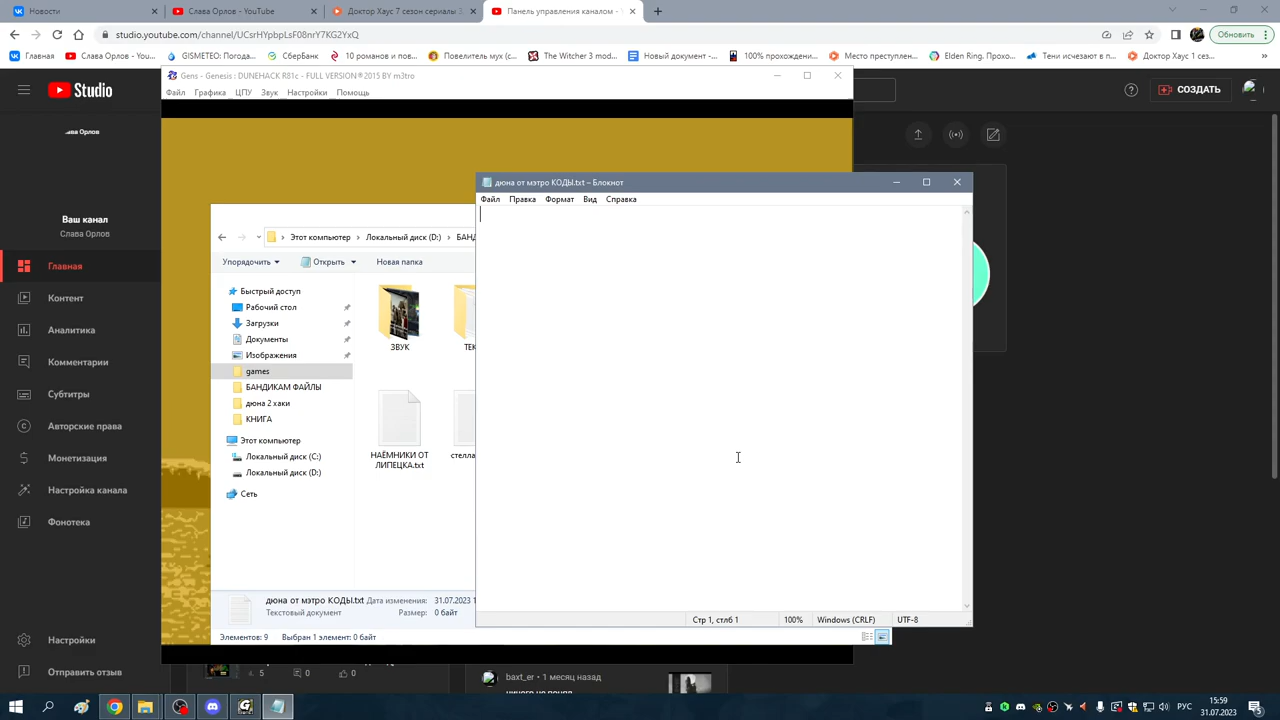 Новости
Слава Орлов - YouTube
Доктор Хаус 7 сезон сериалы
Панель управления каналом -
studio.youtube.com/channel/UCsrHYpbpLsF08nrY7KG2YxQ
Обновить
Главная
Слава Орлов - You...
GISMETEO: Погода...
СберБанк
10 романов и пов...
Повелитель мух (с...
The Witcher 3 mod...
Новый документ -...
100% прохождени...
Место преступлен...
Elden Ring, Прохо...
Тени исчезают в п...
Доктор Хаус 1 сез...
Gens - Genesis : DUNEHACK R81c - FULL VERSION®2015 BY m3tro
Файл Графика ЦПУ Звук Настройки Помощь
Studio
СОЗДАТЬ
ава Орлов
Ваш канал
Слава Орлов
Главная
Контент
Аналитика
Комментарии
Субтитры
Авторские права
Монетизация
Настройка канала
Фонотека
Настройки
Отправить отзыв
дюна от мэтро КОДЫ.txt – Блокнот
Файл Правка Формат Вид Справка
Этот компьютер
Локальный диск (D:)
Упорядочить
Открыть
Новая папка
Быстрый доступ
Рабочий стол
Загрузки
Документы
Изображения
games
БАНДИКАМ ФАЙЛЫ
дюна 2 хаки
КНИГА
Этот компьютер
Локальный диск (C:)
Локальный диск (D:)
Сеть
ЗВУК
НАЁМНИКИ ОТ
ЛИПЕЦКА.txt
дюна от мэтро КОДЫ.txt Дата изменения: 31.07.2023 1
Текстовый документ Размер: 0 байт
Элементов: 9 Выбран 1 элемент: 0 байт
Стр 1, стлб 1
100%
Windows (CRLF)
UTF-8
5
0
0
baxt_er • 1 месяц назад
РУС
15:59
31.07.2023